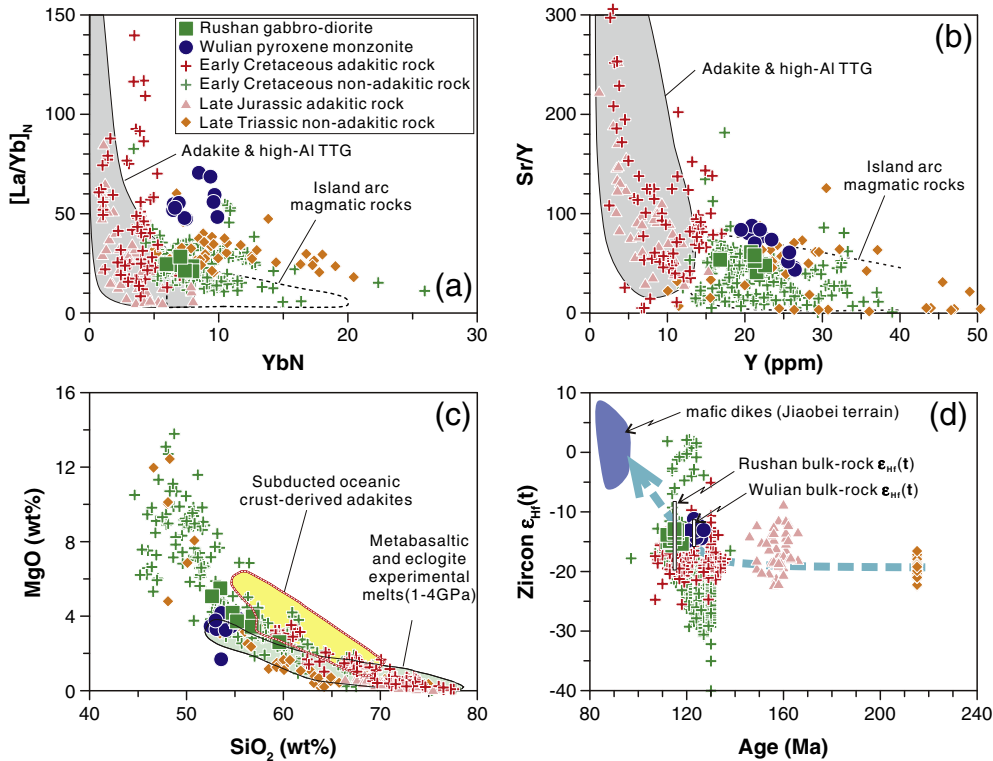 150
100
50
0
[La/Yb]N
Rushan gabbro-diorite
Wulian pyroxene monzonite
Early Cretaceous adakitic rock
Early Cretaceous non-adakitic rock
Late Jurassic adakitic rock
Late Triassic non-adakitic rock
Adakite & high-Al TTG
Island arc
magmatic rocks
(a)
0 10 20 30
YbN
300
250
200
150
100
50
0
Sr/Y
(b)
Adakite & high-Al TTG
Island arc
magmatic rocks
0 10 20 30 40 50
Y (ppm)
16
12
8
4
0
MgO (wt%)
(c)
Subducted oceanic
crust-derived adakites
Metabasaltic
and eclogite
experimental
melts(1-4GPa)
40 50 60 70 80
SiO2 (wt%)
10
0
-10
-20
-30
-40
Zircon εHf(t)
(d)
mafic dikes (Jiaobei terrain)
Rushan bulk-rock εHf(t)
Wulian bulk-rock εHf(t)
80 120 160 200 240
Age (Ma)